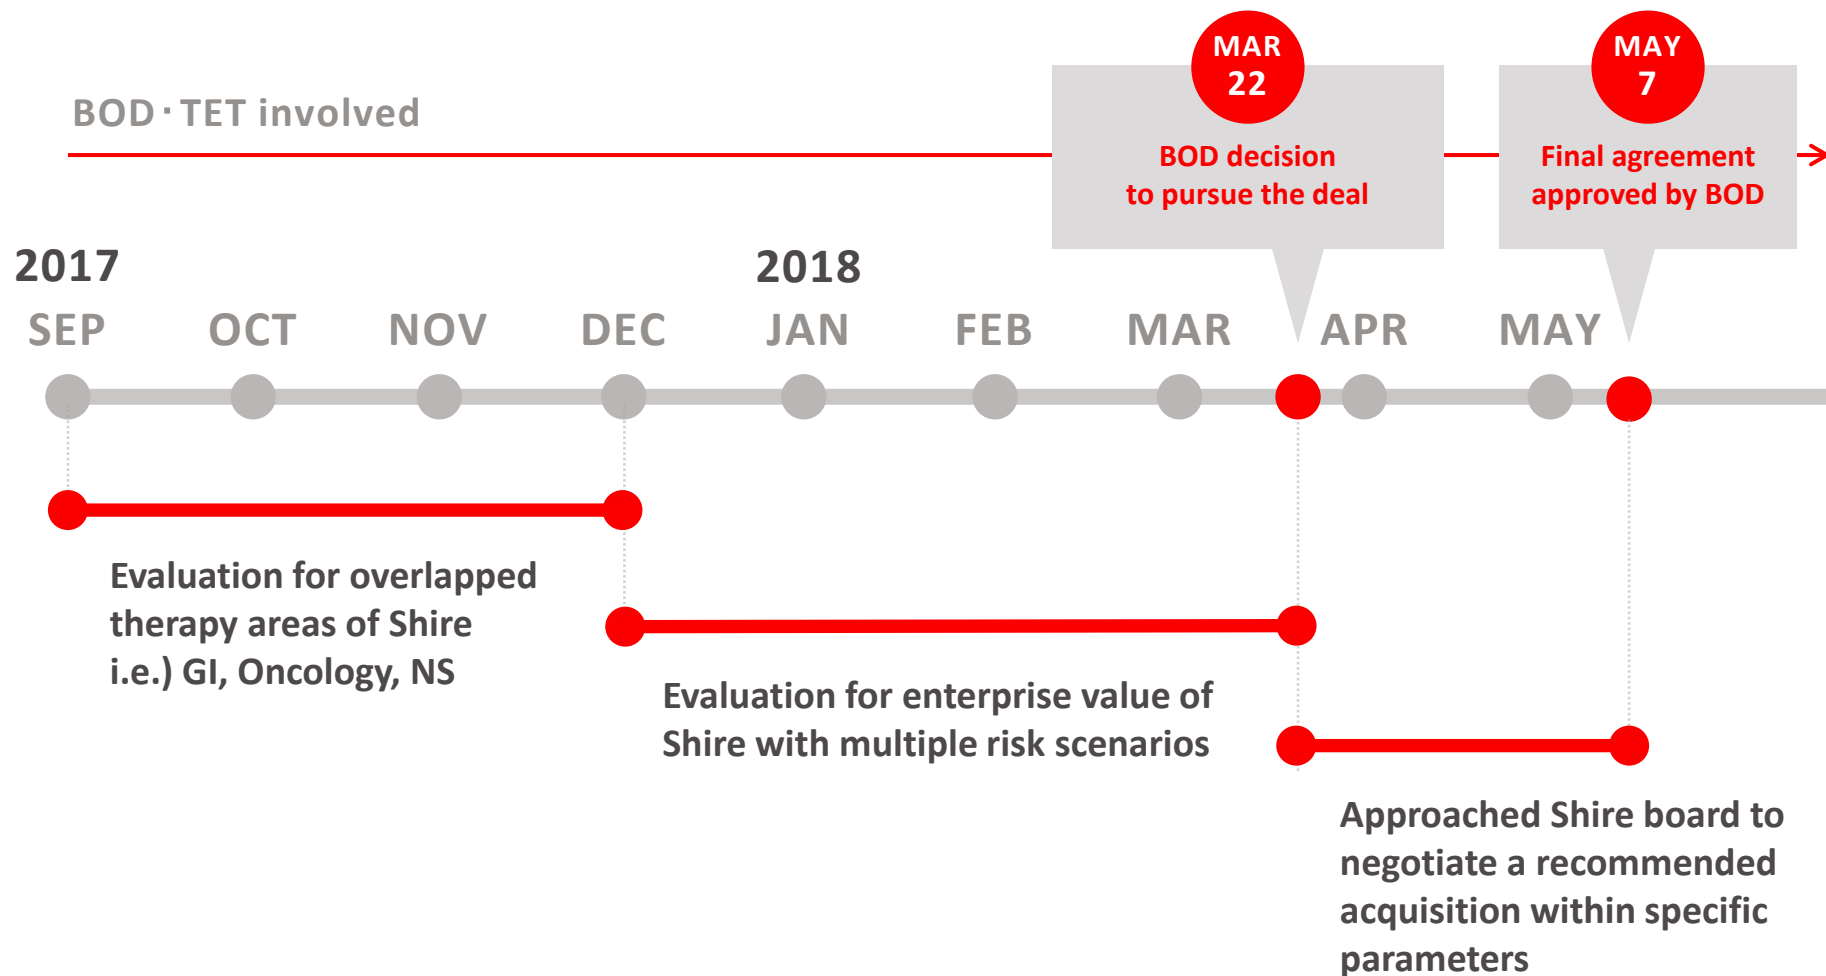 MAR
22
MAY
7
BOD · TET involved
BOD decision
to pursue the deal
Final agreement
approved by BOD
2017
2018
SEP OCT NOV DEC JAN FEB MAR APR MAY
Evaluation for overlapped
therapy areas of Shire
i.e.) GI, Oncology, NS
Evaluation for enterprise value of
Shire with multiple risk scenarios
Approached Shire board to
negotiate a recommended
acquisition within specific
parameters